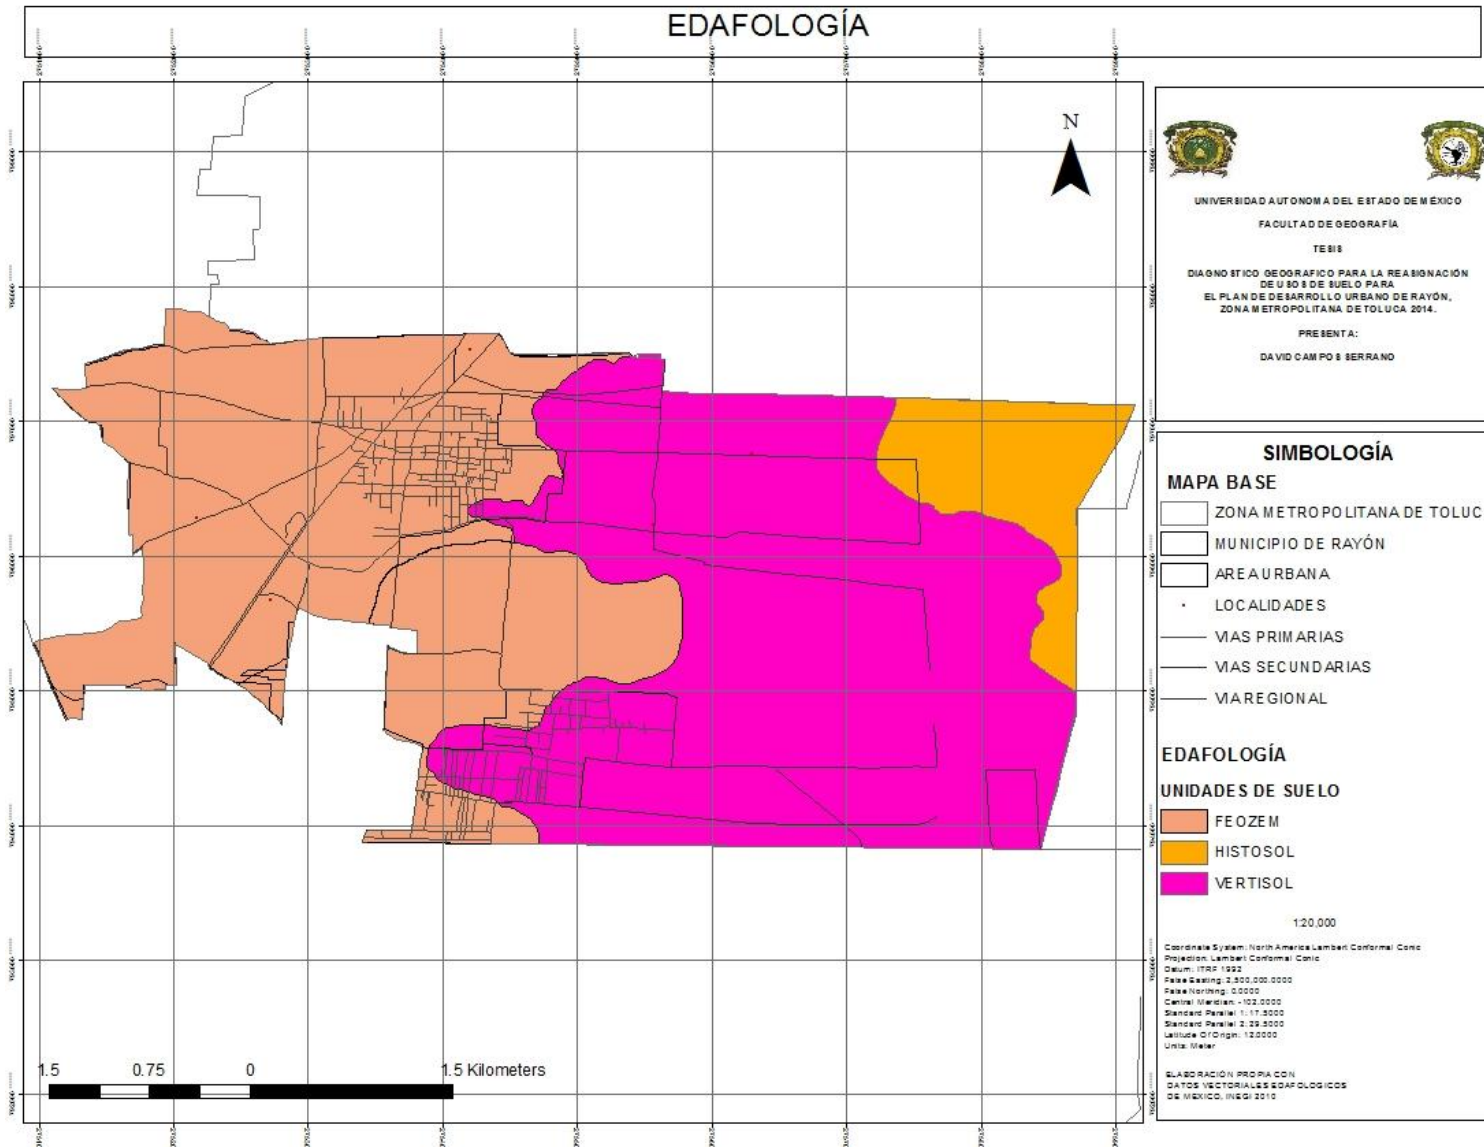 EDAFOLOGÍA
N
UNIVERSIDAD AUTONOMA DEL ESTADO DE MÉXICO
FACULTAD DE GEOGRAFÍA
TESIS
DIAGNOSTICO GEOGRAFICO PARA LA REASIGNACIÓN
DE USOS DE SUELO PARA
EL PLAN DE DESARROLLO URBANO DE RAYÓN,
ZONA METROPOLITANA DE TOLUCA 2014.
PRESENTA:
DAVID CAMPOS SERRANO
SIMBOLOGÍA
MAPA BASE
ZONA METROPOLITANA DE TOLUC
MUNICIPIO DE RAYÓN
AREA URBANA
LOCALIDADES
VIAS PRIMARIAS
VIAS SECUNDARIAS
VIA REGIONAL
EDAFOLOGÍA
UNIDADES DE SUELO
FEOZEM
HISTOSOL
VERTISOL
1:20,000
Coordinate System: North America Lambert Conformal Conic
Projection: Lambert Conformal Conic
Datum: ITRF 1992
False Easting: 2,500,000.0000
False Northing: 0.0000
Central Meridian: -102.0000
Standard Parallel 1: 17.5000
Standard Parallel 2: 29.5000
Latitude Of Origin: 12.0000
Units: Meter
ELABORACIÓN PROPIA CON
DATOS VECTORIALES EDAFOLOGICOS
DE MEXICO, INEGI 2010
1.5 0.75 0 1.5 Kilometers